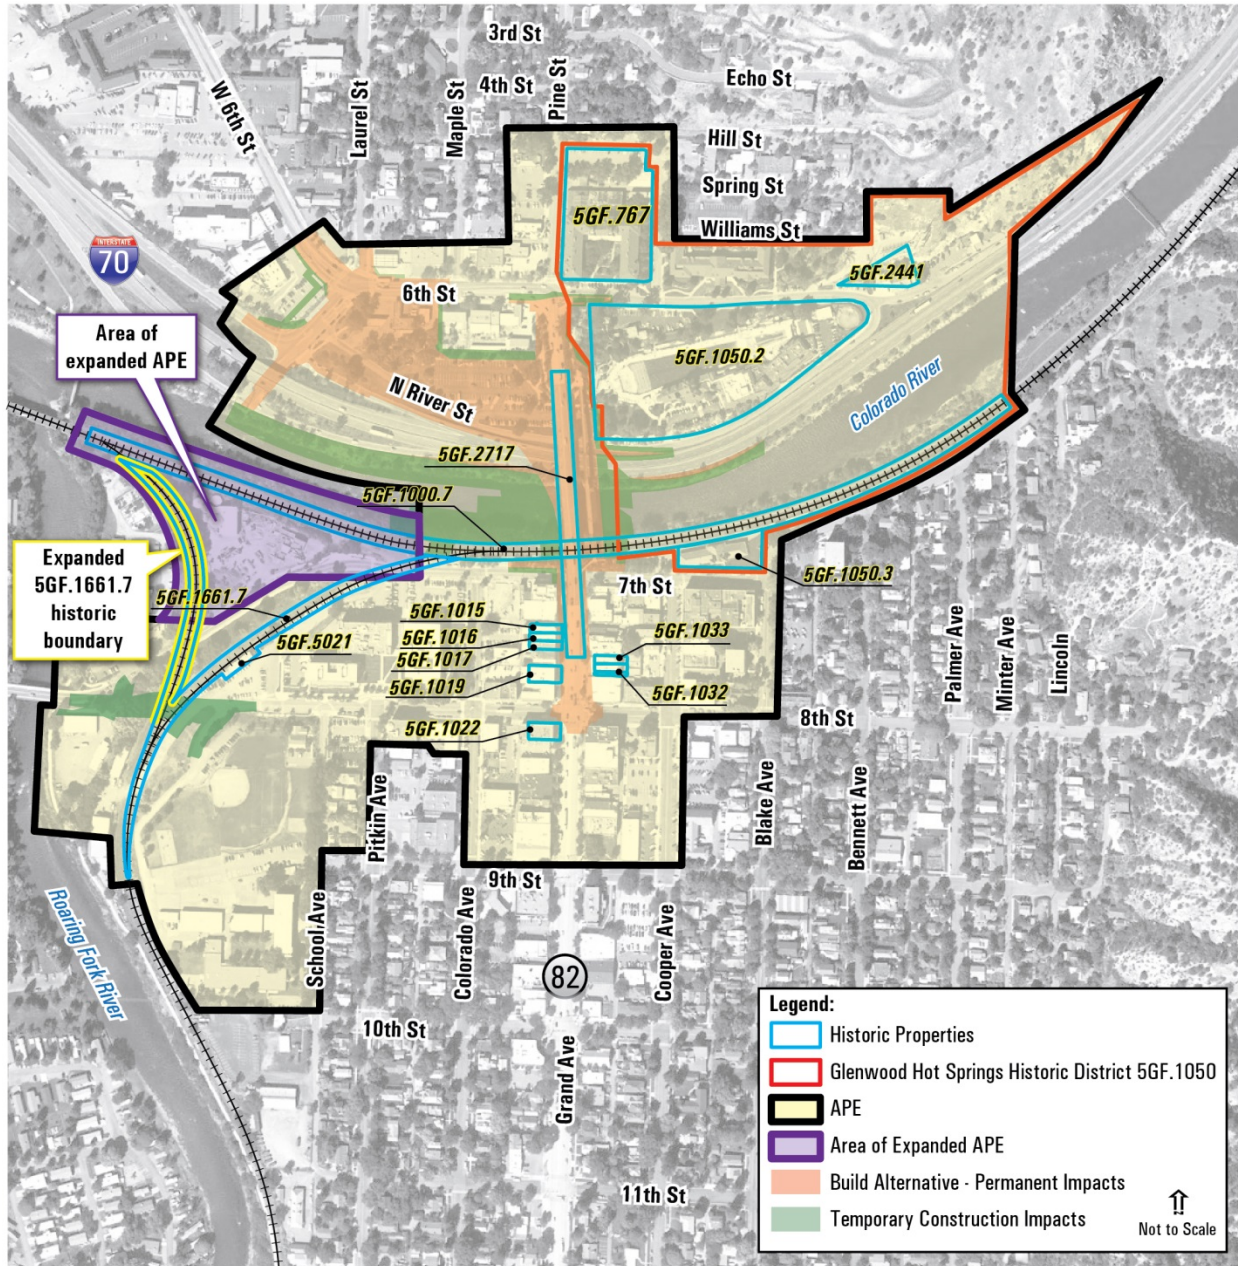 3rd St
4th St
Pine St
Echo St
W 6th St
Laurel St
Maple St
Hill St
Spring St
Williams St
5GF.767
5GF.2441
INTERSTATE
70
6th St
Area of
expanded APE
5GF.1050.2
N River St
Colorado River
5GF.2717
5GF.1000.7
Expanded
5GF.1661.7
historic
boundary
5GF.1661.7
5GF.5021
5GF.1050.3
7th St
5GF.1015
5GF.1016
5GF.1017
5GF.1019
5GF.1022
5GF.1033
5GF.1032
Palmer Ave
Minter Ave
Lincoln
8th St
Pitkin Ave
Blake Ave
Bennett Ave
9th St
Roaring Fork River
School Ave
Colorado Ave
82
Cooper Ave
10th St
Grand Ave
11th St
Legend:
Historic Properties
Glenwood Hot Springs Historic District 5GF.1050
APE
Area of Expanded APE
Build Alternative - Permanent Impacts
Temporary Construction Impacts
Not to Scale